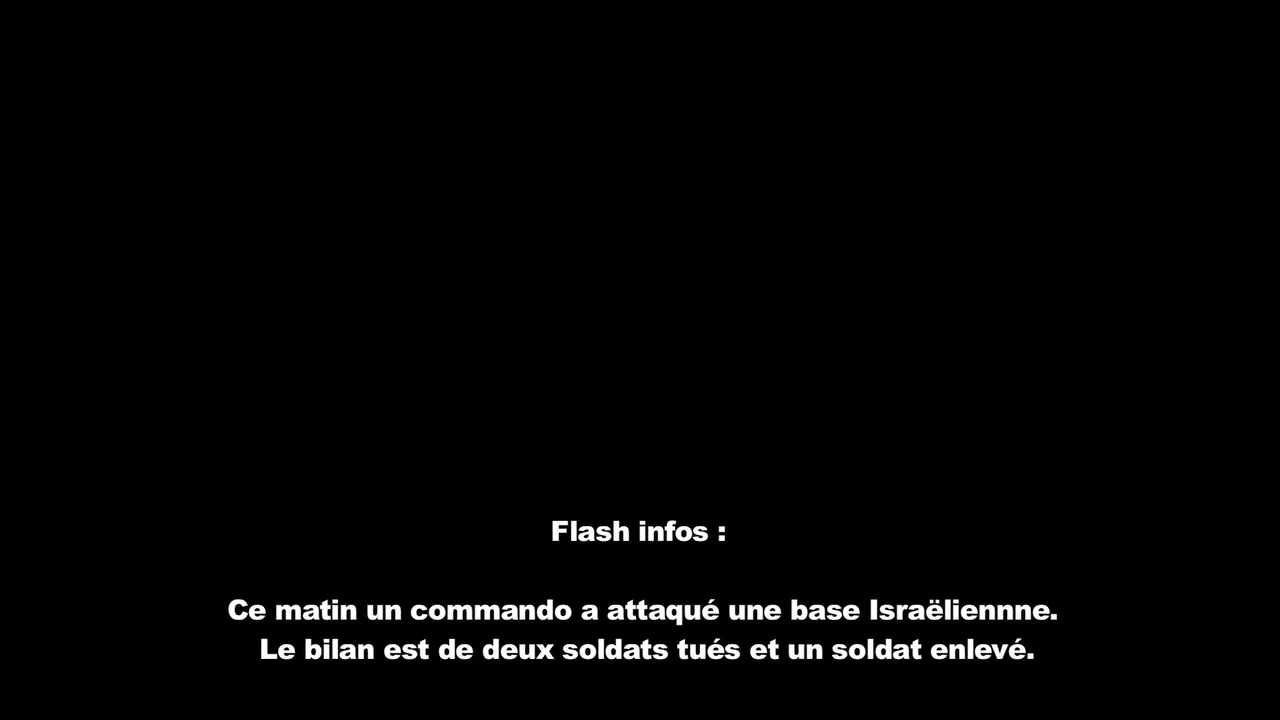 Flash infos :
Ce matin un commando a attaqué une base Israëliennne.
Le bilan est de deux soldats tués et un soldat enlevé.